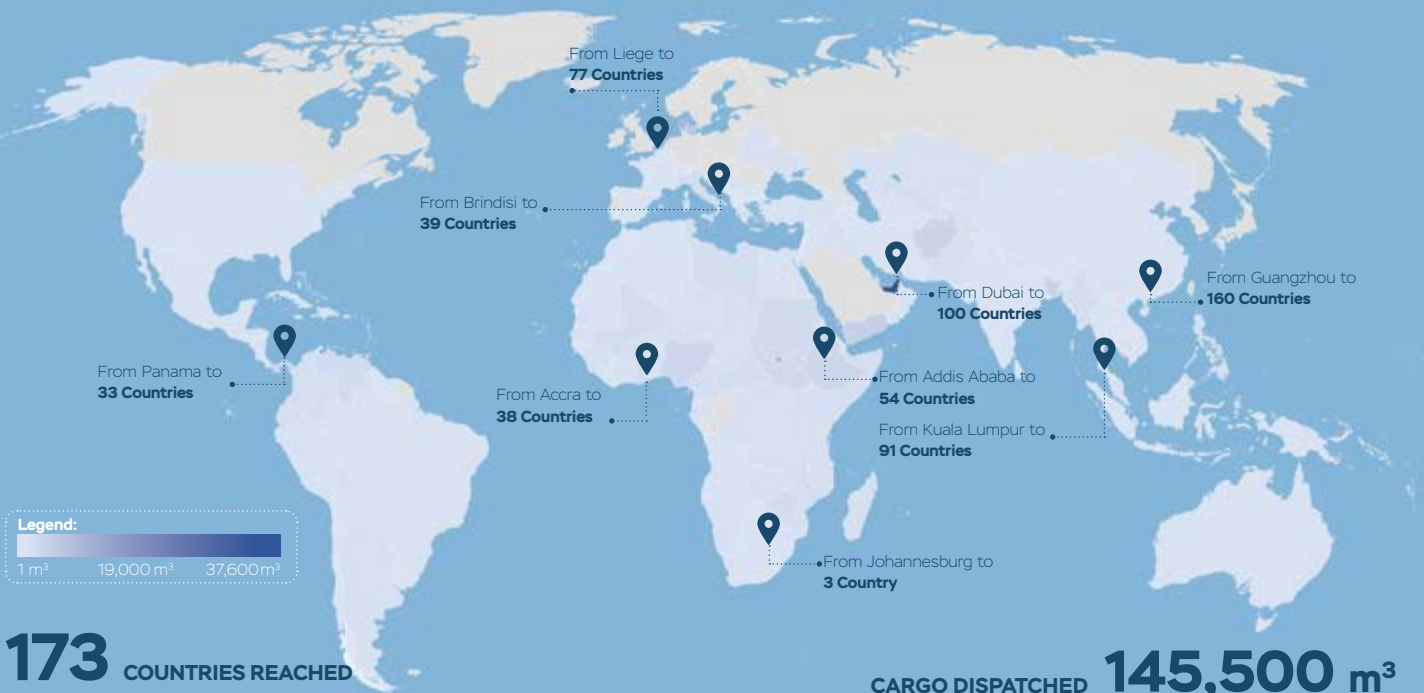 From Liege to
77 Countries
From Brindisi to
39 Countries
From Dubai to
100 Countries
From Guangzhou to
160 Countries
From Panama to
33 Countries
From Accra to
38 Countries
From Addis Ababa to
54 Countries
From Kuala Lumpur to
91 Countries
From Johannesburg to
3 Country
Legend:
1 m³ 19,000 m³ 37,600 m³
173 COUNTRIES REACHED
CARGO DISPATCHED 145,500 m³